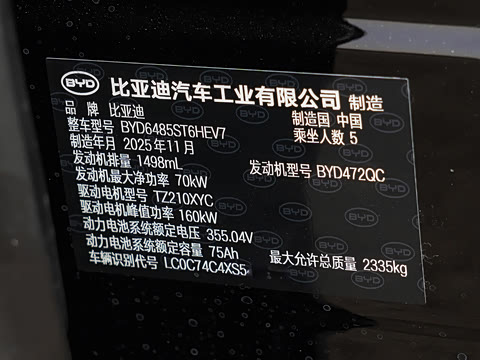 BYD 比亚迪汽车工业有限公司 制造
品 牌 比亚迪 制造国 中国
整车型号 BYD6485ST6HEV7 乘坐人数 5
制造年月 2025年11月
发动机排量 1498mL 发动机型号 BYD472QC
发动机最大净功率 70kW
驱动电机型号 TZ210XYC
驱动电机峰值功率 160kW
动力电池系统额定电压 355.04V
动力电池系统额定容量 75Ah 最大允许总质量 2335kg
车辆识别代号 LC0C74C4XS5